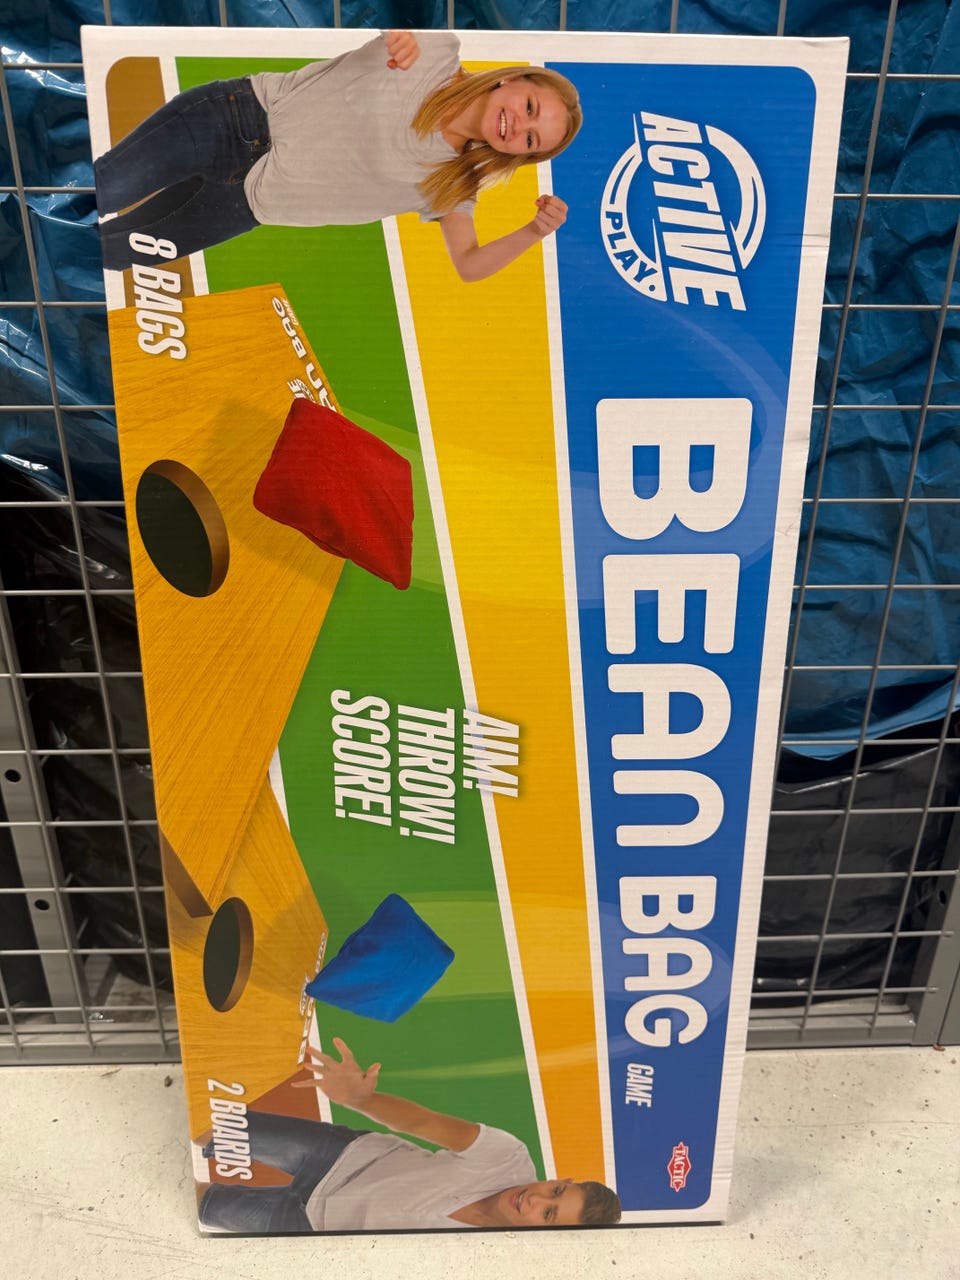 ACTIVE
PLAY
BEAN BAG
GAME
TACTIC
AIM!
THROW!
SCORE!
8 BAGS
2 BOARDS